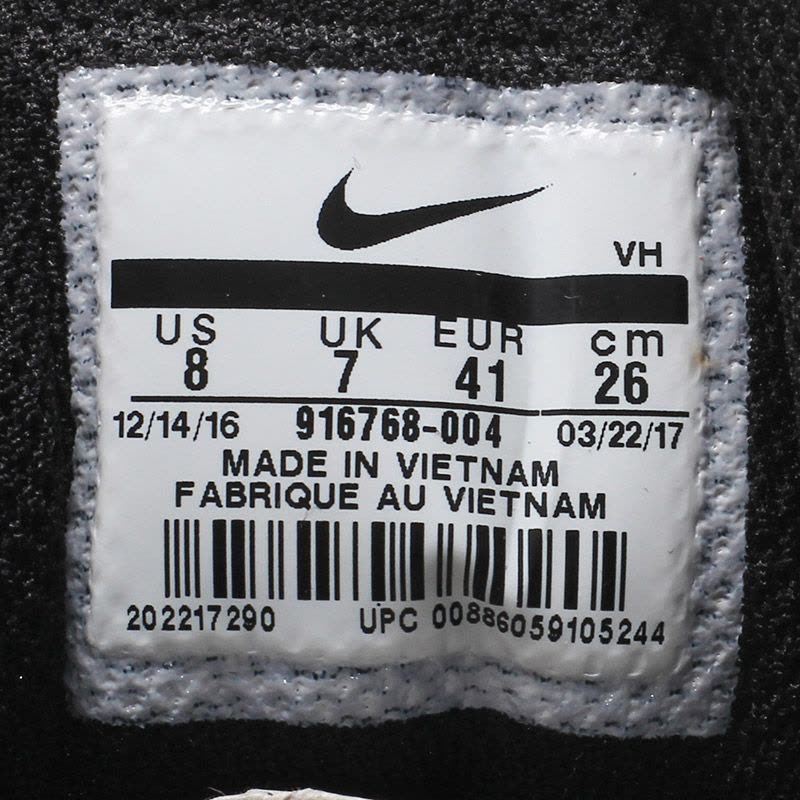 VH
US UK EUR cm
8 7 41 26
12/14/16 916768-004 03/22/17
MADE IN VIETNAM
FABRIQUE AU VIETNAM
202217290 UPC 00886059105244